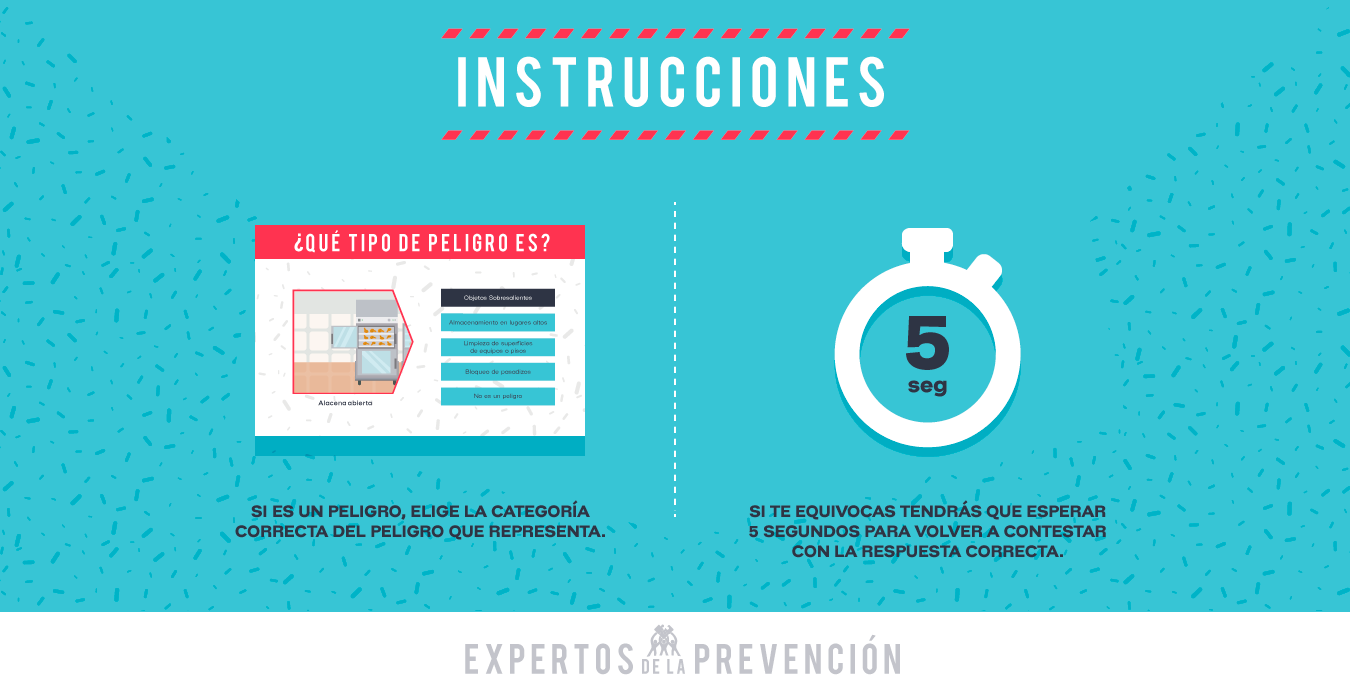 INSTRUCCIONES
¿QUÉ TIPO DE PELIGRO ES?
Objetos Sobresalientes
Almacenamiento en lugares altos
Limpieza de superficies
de equipos o pisos
Bloqueo de pasadizos
No es un peligro
Alacena abierta
SI ES UN PELIGRO, ELIGE LA CATEGORÍA
CORRECTA DEL PELIGRO QUE REPRESENTA.
5
seg
SI TE EQUIVOCAS TENDRÁS QUE ESPERAR
5 SEGUNDOS PARA VOLVER A CONTESTAR
CON LA RESPUESTA CORRECTA.
EXPERTOS DE LA PREVENCIÓN